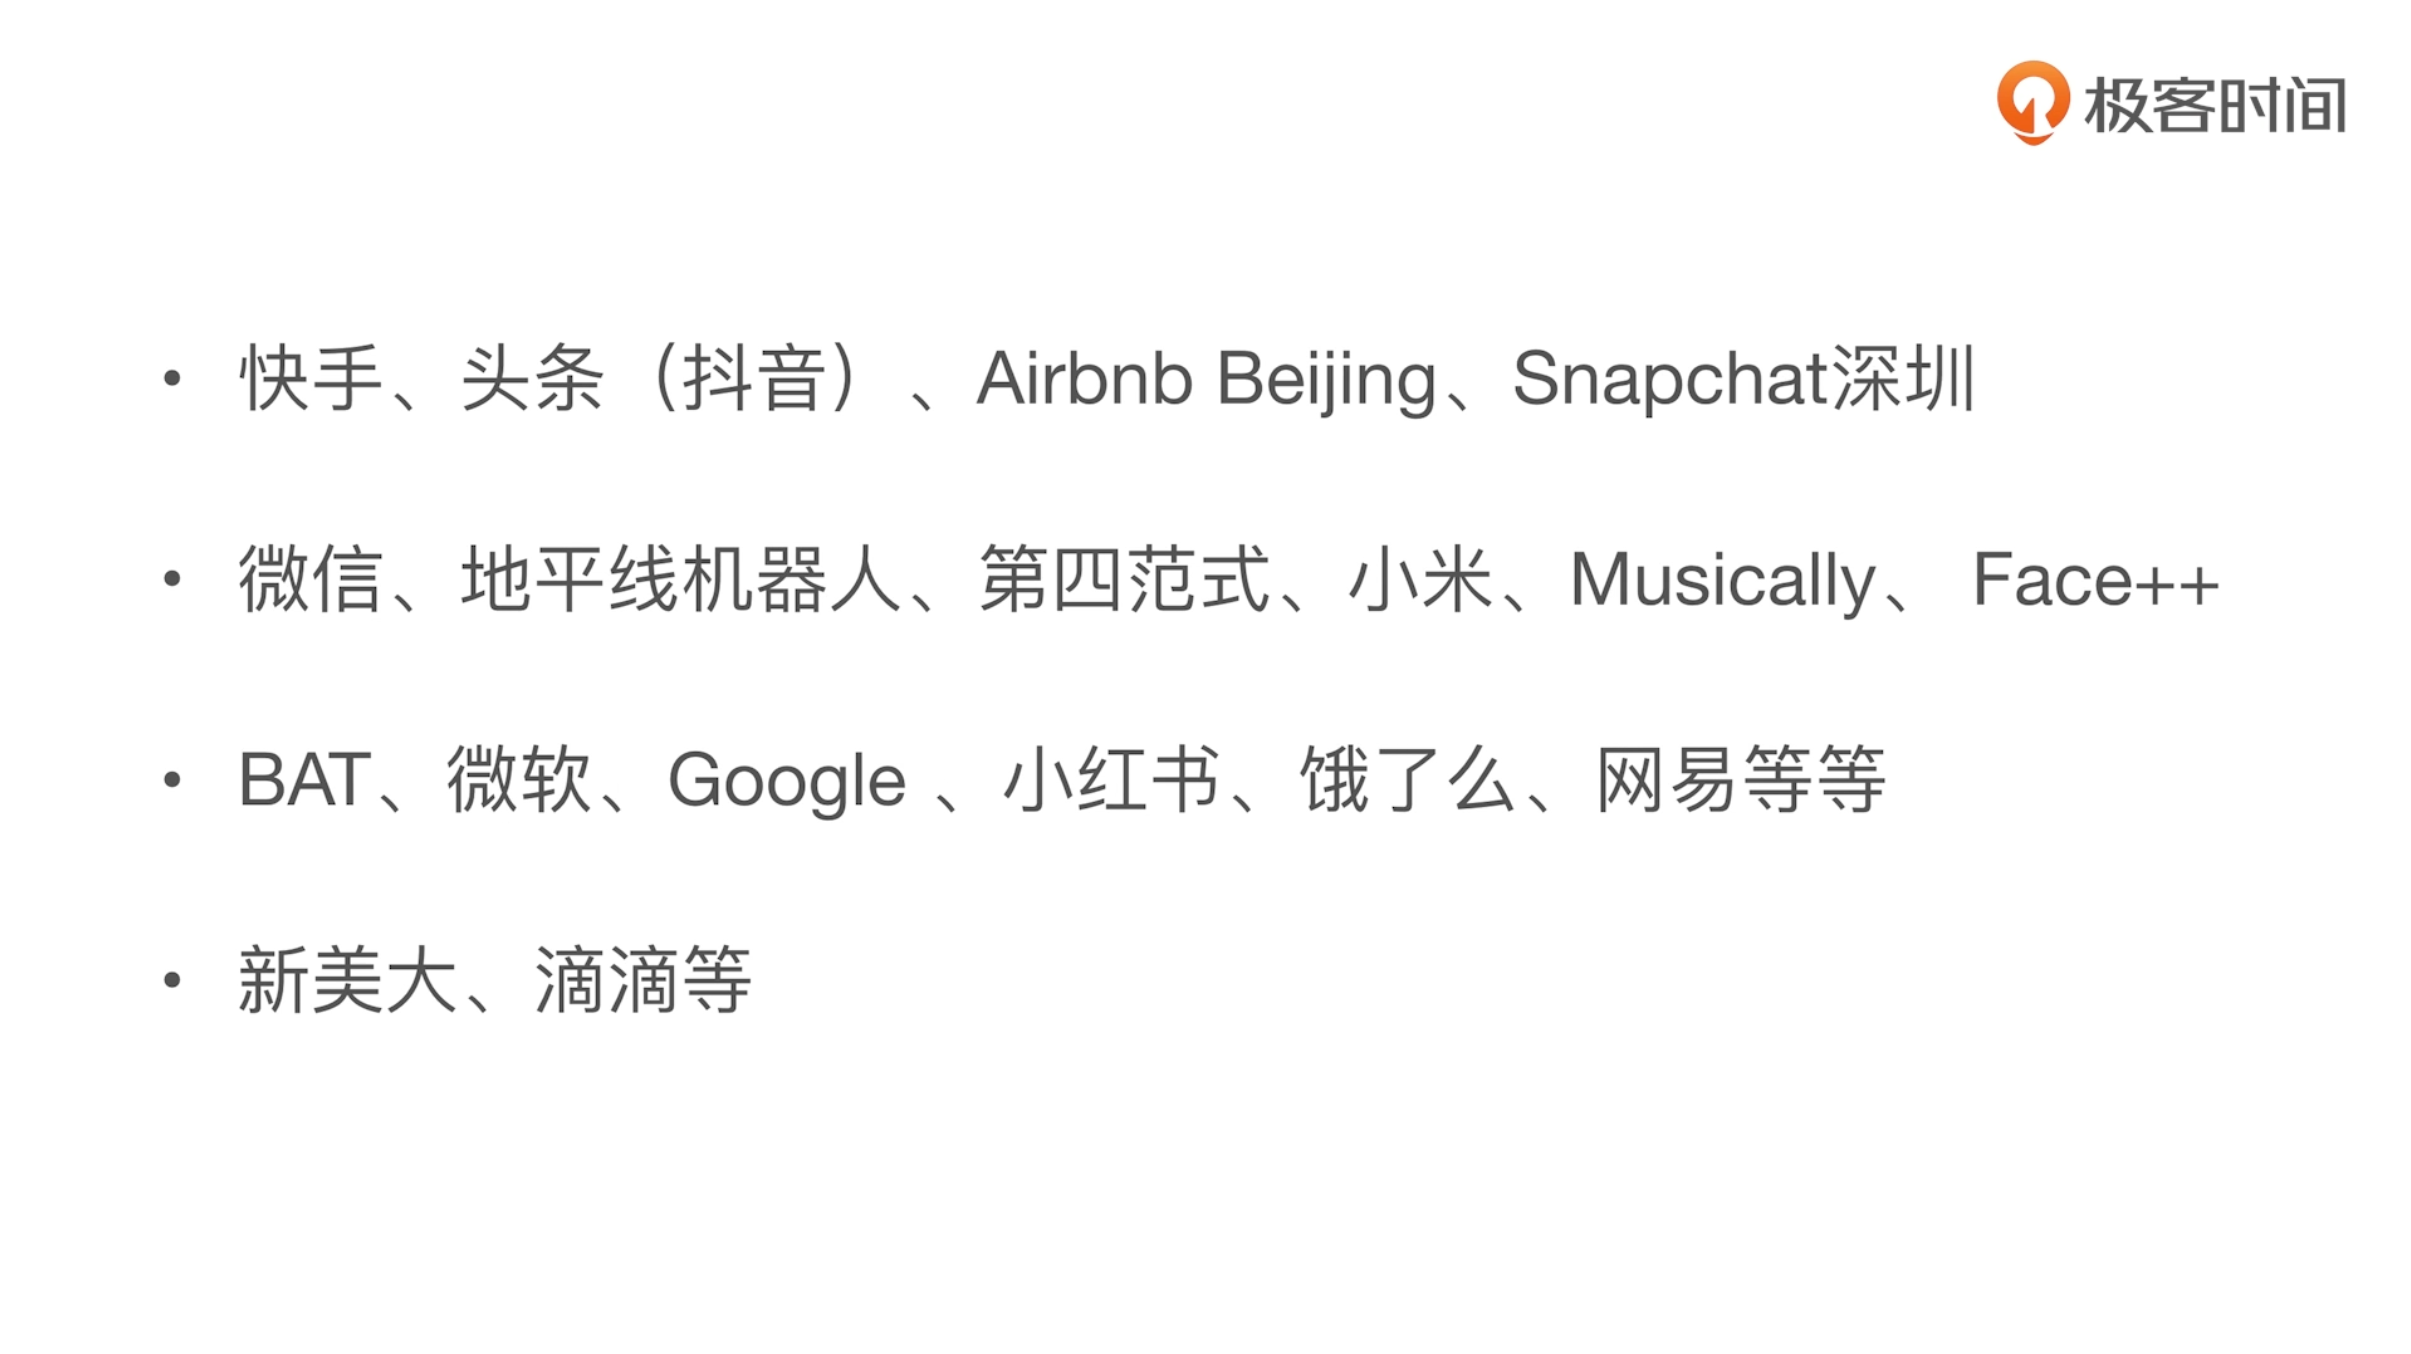 极客时间
• 快手、头条（抖音）、Airbnb Beijing、Snapchat深圳
• 微信、地平线机器人、第四范式、小米、Musically、 Face++
• BAT、微软、Google 、小红书、饿了么、网易等等
• 新美大、滴滴等